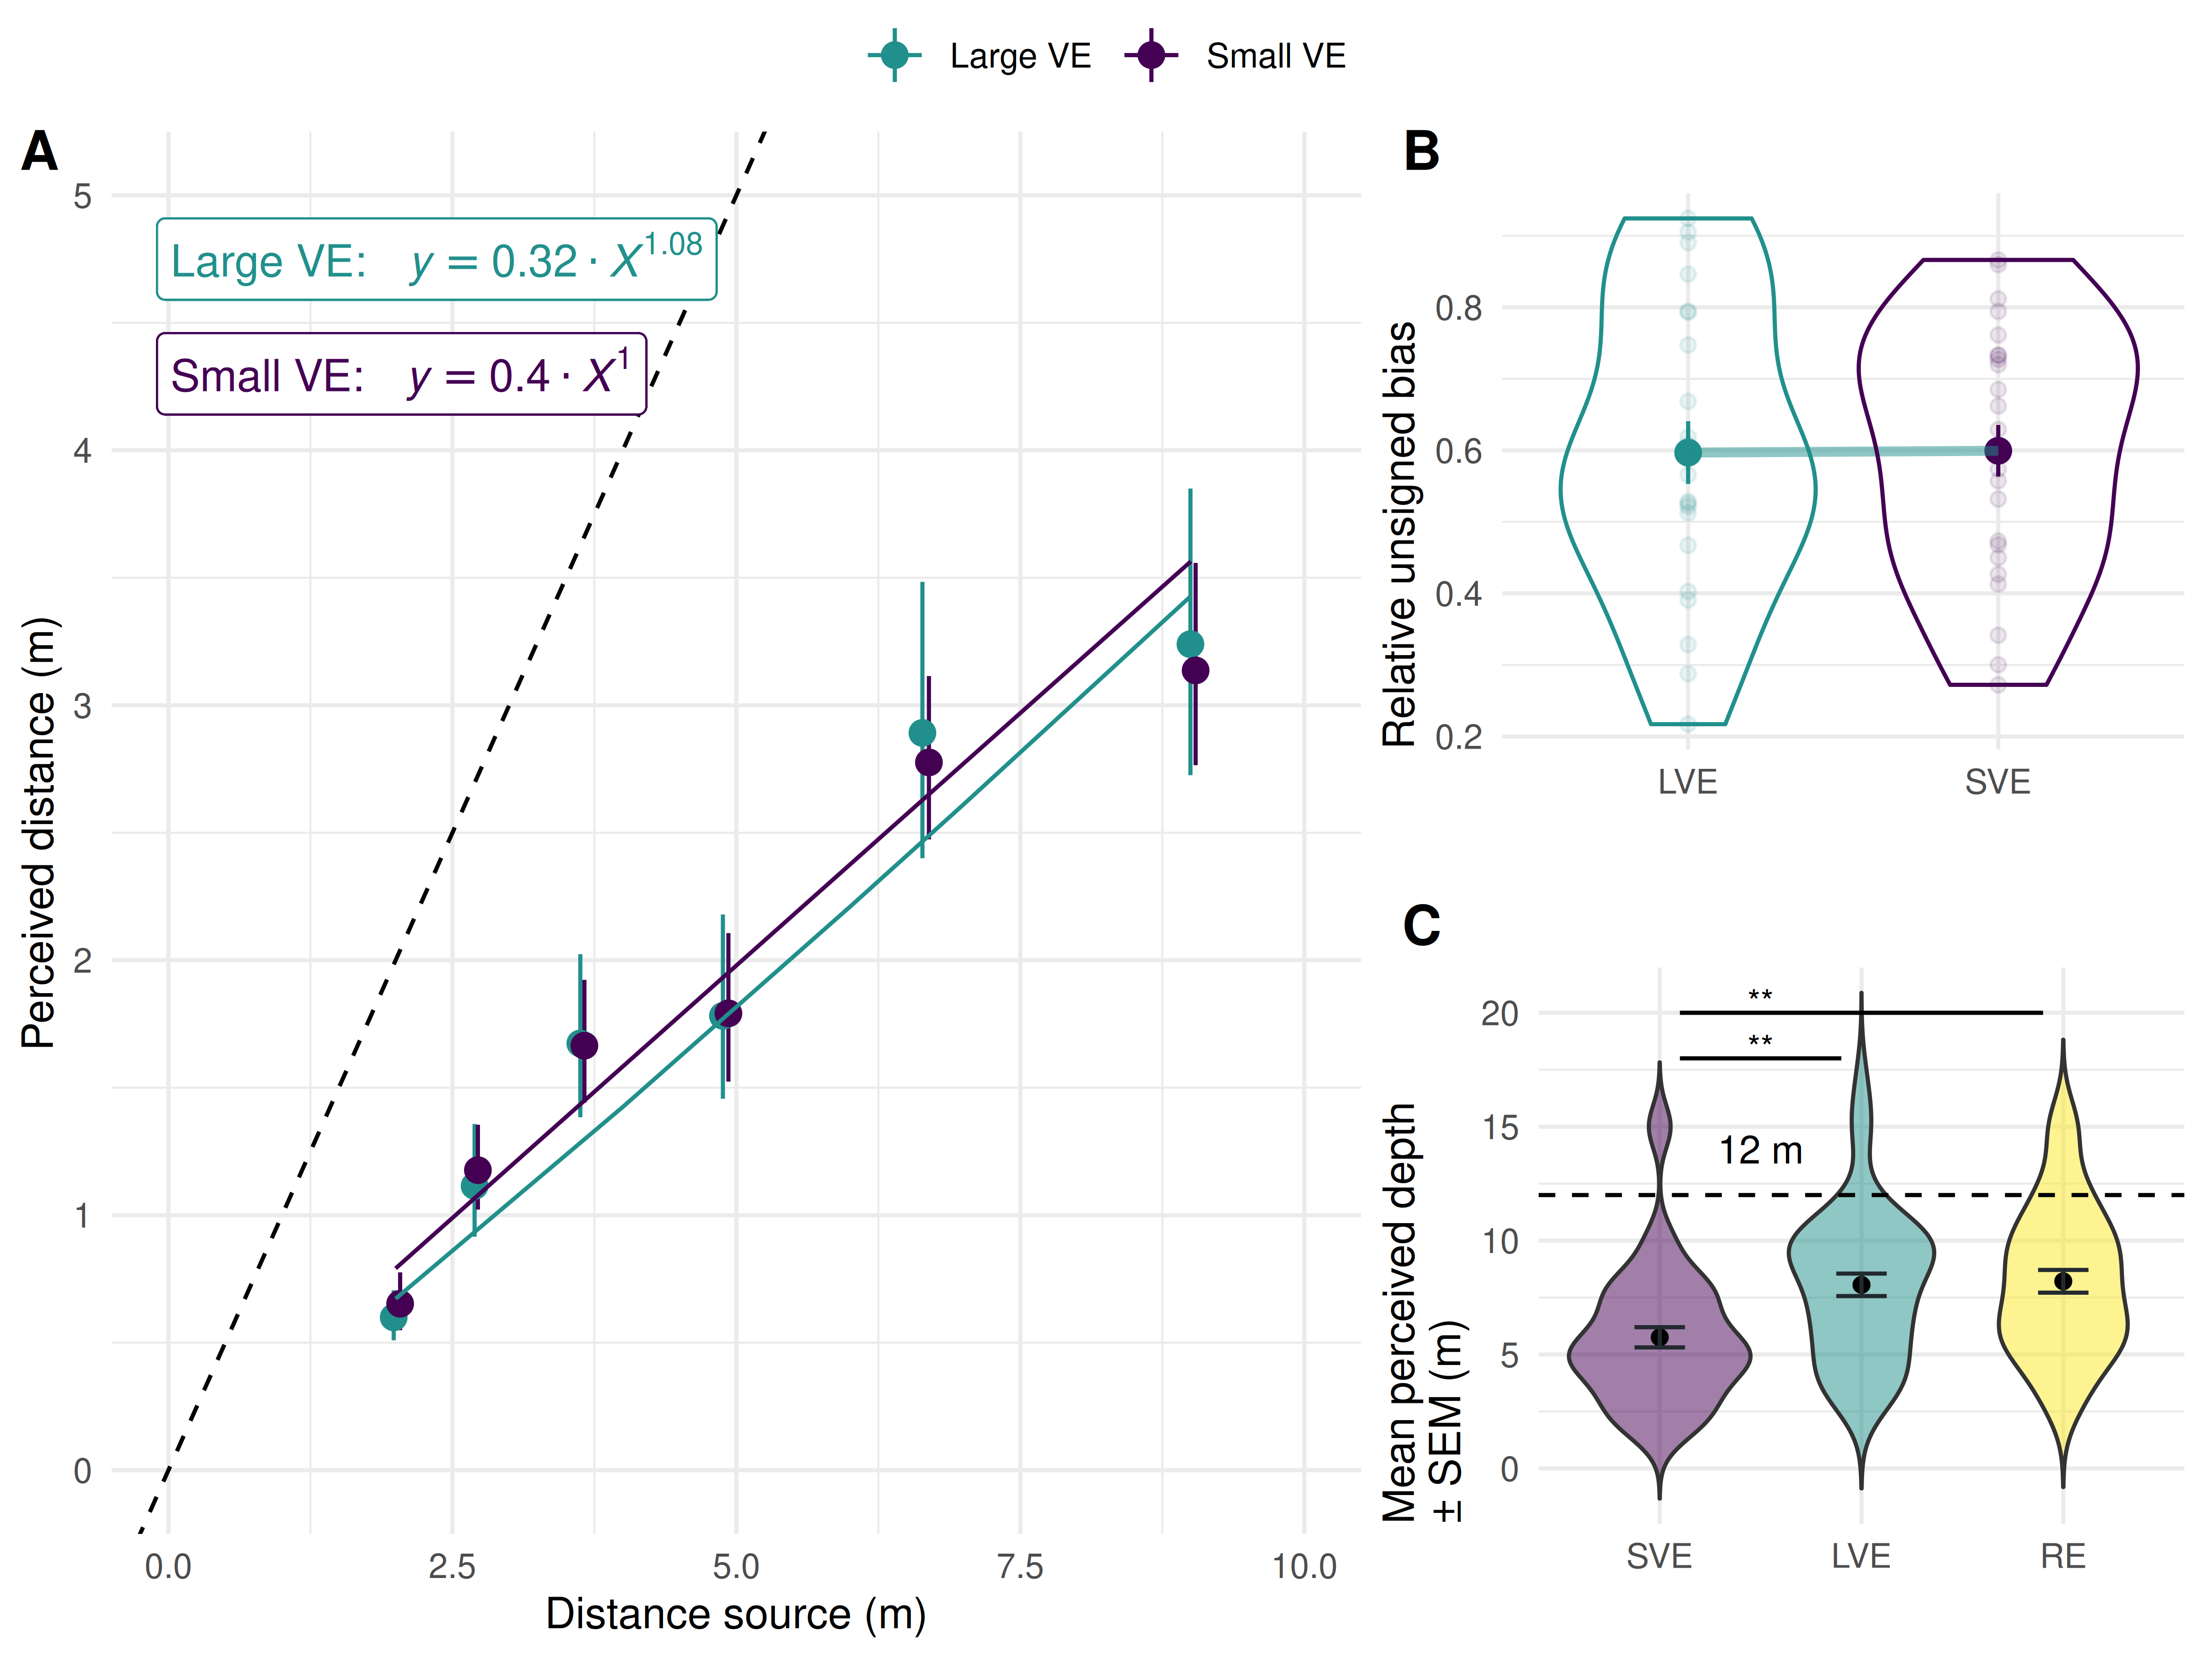 Large VE
Small VE
A
5
4
3
2
1
0
Perceived distance (m)
Large VE: y = 0.32 · X^1.08
Small VE: y = 0.4 · X^1
0.0 2.5 5.0 7.5 10.0
Distance source (m)
B
0.8
0.6
0.4
0.2
Relative unsigned bias
LVE SVE
C
20
15
10
5
0
Mean perceived depth
± SEM (m)
**
**
12 m
SVE LVE RE